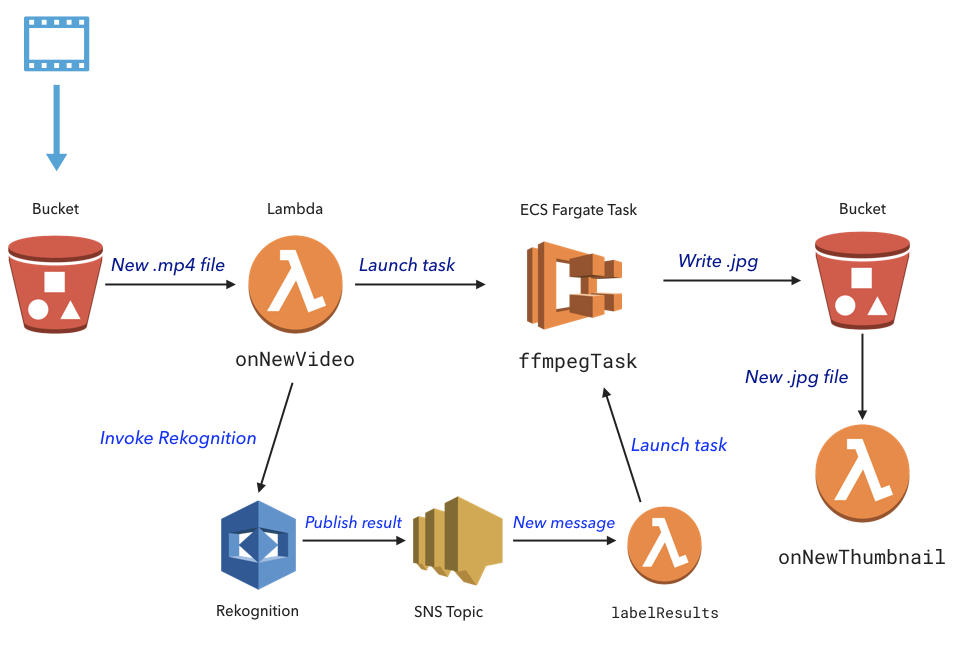 Bucket
Lambda
ECS Fargate Task
Bucket
New .mp4 file
Launch task
Write .jpg
onNewVideo
ffmpegTask
New .jpg file
Invoke Rekognition
Launch task
Publish result
New message
onNewThumbnail
Rekognition
SNS Topic
labelResults